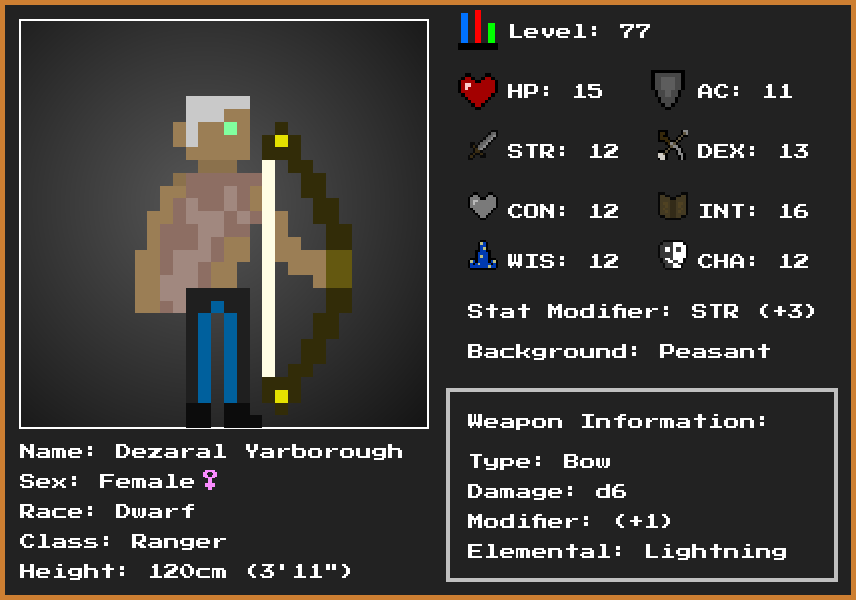 Level: 77
HP: 15
AC: 11
STR: 12
DEX: 13
CON: 12
INT: 16
WIS: 12
CHA: 12
Stat Modifier: STR (+3)
Background: Peasant
Weapon Information:
Type: Bow
Damage: d6
Modifier: (+1)
Elemental: Lightning
Name: Dezaral Yarborough
Sex: Female♀
Race: Dwarf
Class: Ranger
Height: 120cm (3'11")